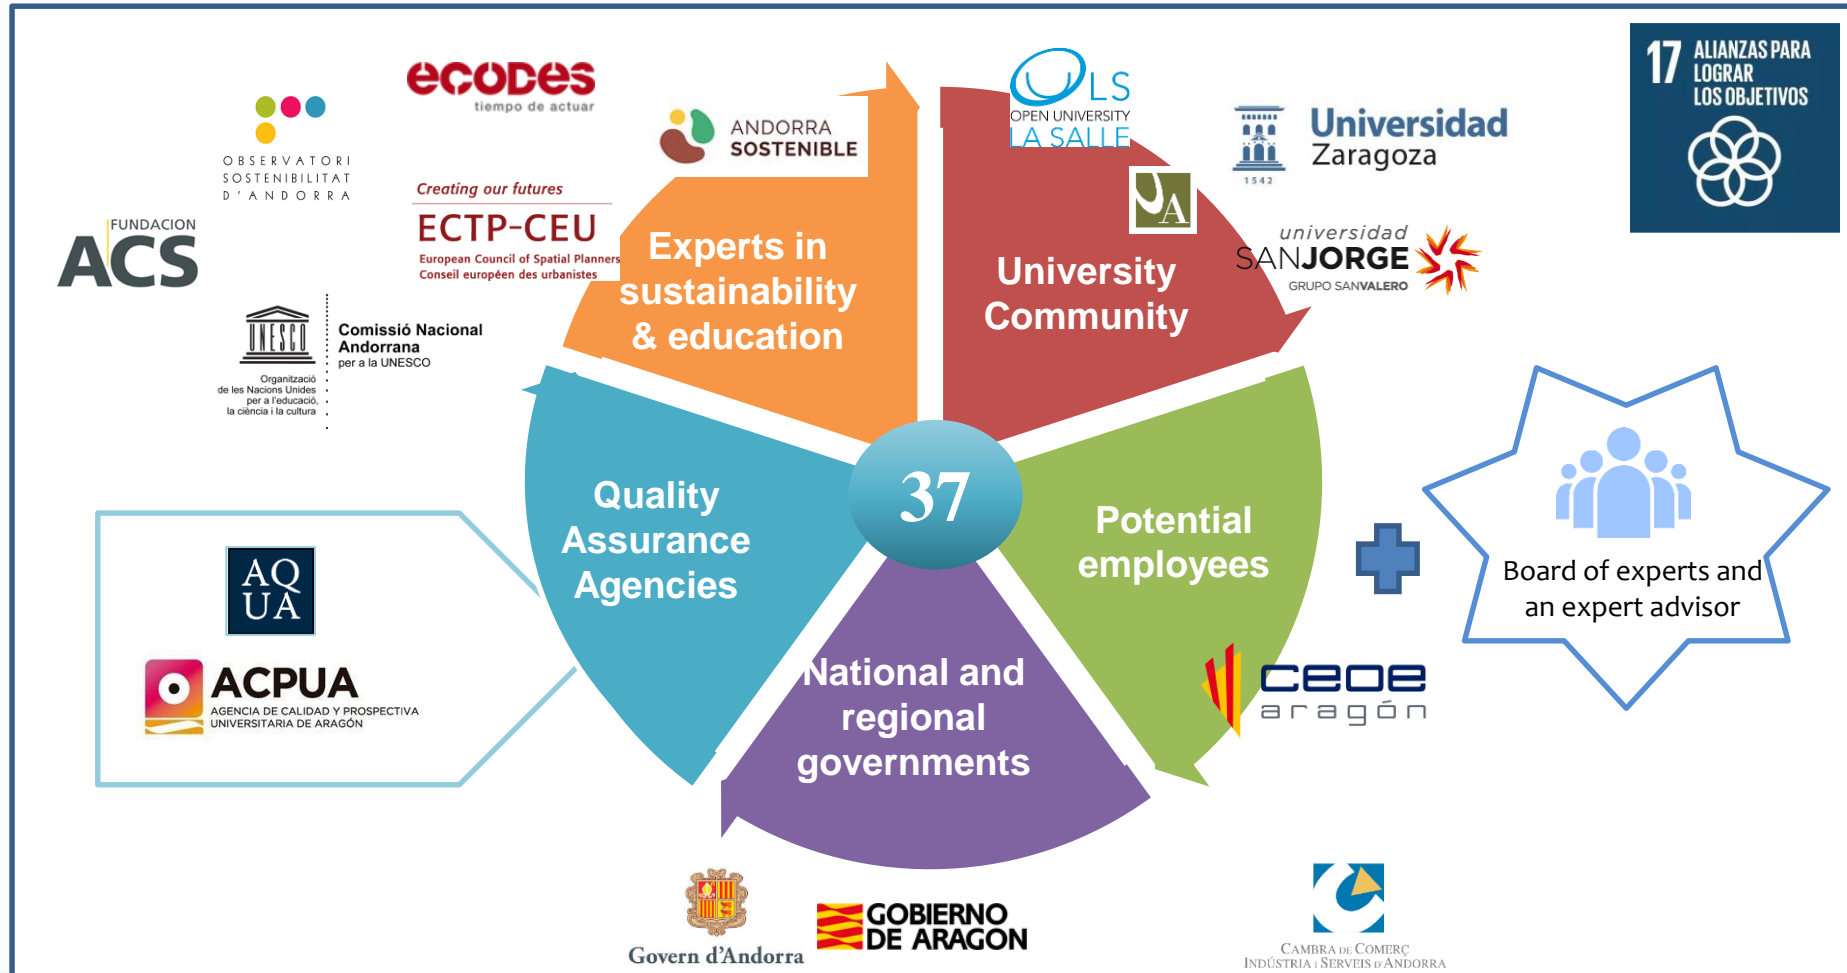 ecodes
tiempo de actuar
OBSERVATORI
SOSTENIBILITAT
D'ANDORRA
ANDORRA
SOSTENIBLE
ULS
OPEN UNIVERSITY
LA SALLE
1542
Universidad
Zaragoza
17 ALIANZAS PARA
LOGRAR
LOS OBJETIVOS
FUNDACION
ACS
Creating our futures
ECTP-CEU
European Council of Spatial Planners
Conseil européen des urbanistes
UA
universidad
SANJORGE
GRUPO SANVALERO
Experts in
sustainability
& education
University
Community
UNESCO
Organització
de les Nacions Unides
per a l'educació,
la ciència i la cultura
Comissió Nacional
Andorrana
per a la UNESCO
37
Quality
Assurance
Agencies
Potential
employees
Board of experts and
an expert advisor
AQ
UA
ACPUA
AGENCIA DE CALIDAD Y PROSPECTIVA
UNIVERSITARIA DE ARAGÓN
National and
regional
governments
ceoe
aragón
Govern d'Andorra
GOBIERNO
DE ARAGON
CAMBRA DE COMERÇ
INDÚSTRIA I SERVEIS D'ANDORRA